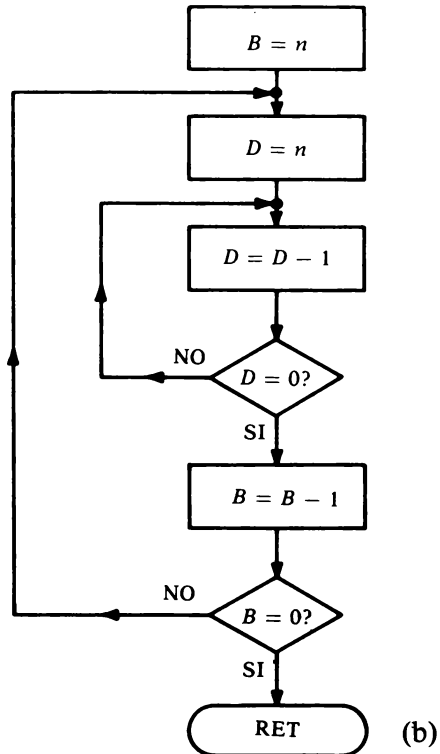 B = n
D = n
D = D − 1
NO
D = 0?
SI
B = B − 1
NO
B = 0?
SI
RET
(b)